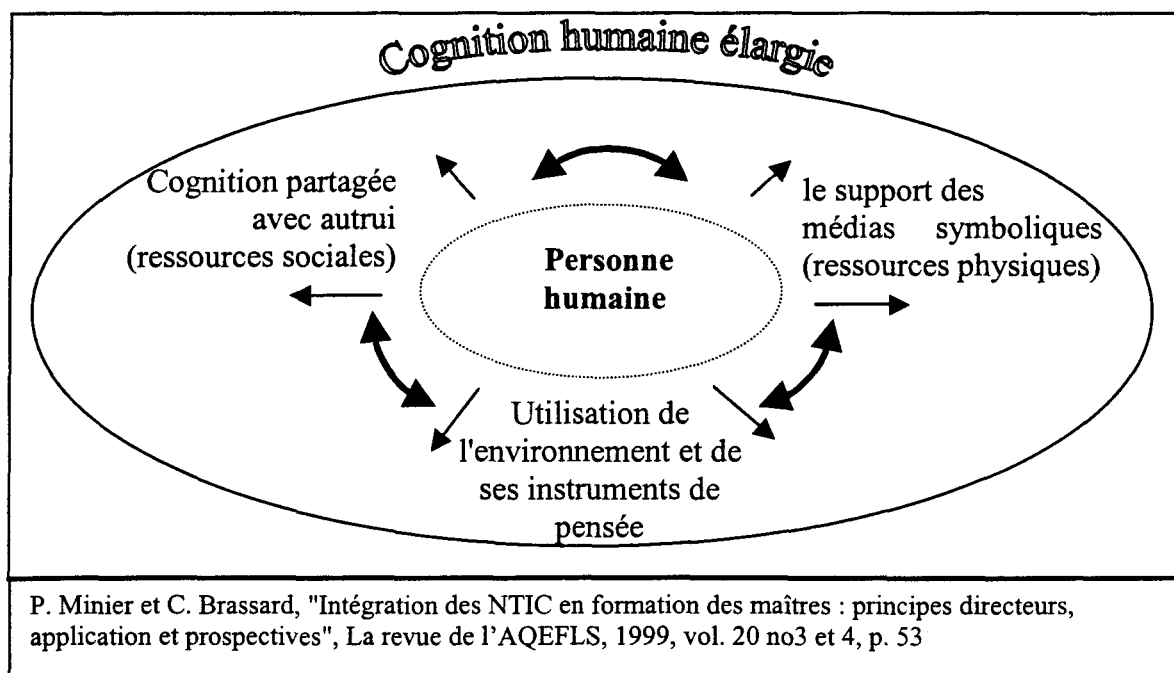 Cognition humaine élargie
Cognition partagée
avec autrui
(ressources sociales)
le support des
médias symboliques
(ressources physiques)
Personne
humaine
Utilisation de
l'environnement et de
ses instruments de
pensée
P. Minier et C. Brassard, "Intégration des NTIC en formation des maîtres : principes directeurs,
application et prospectives", La revue de l'AQEFLS, 1999, vol. 20 no3 et 4, p. 53